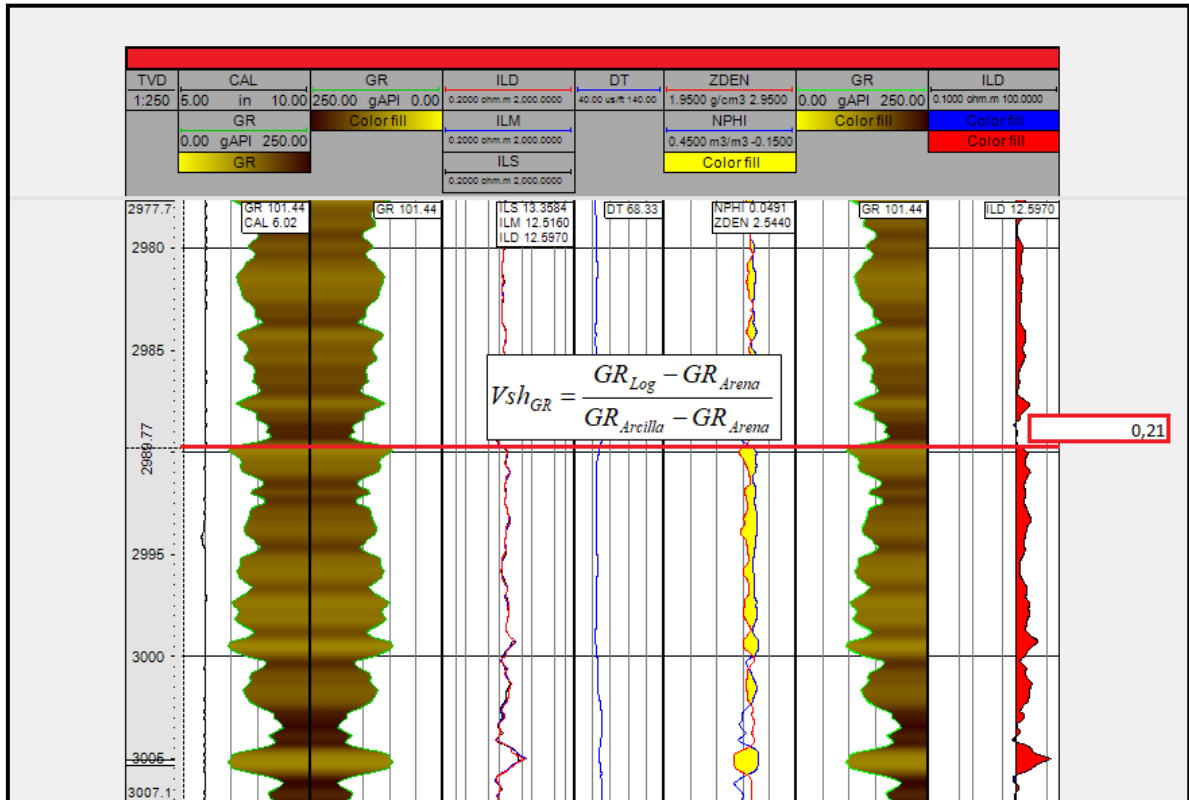 TVD CAL GR ILD DT ZDEN GR ILD
1:250 5.00 in 10.00 250.00 gAPI 0.00 0.2000 ohm.m 2,000.0000 40.00 us/ft 140.00 1.9500 g/cm3 2.9500 0.00 gAPI 250.00 0.1000 ohm.m 100.0000
GR Color fill ILM NPHI Color fill Color fill
0.00 gAPI 250.00 0.2000 ohm.m 2,000.0000 0.4500 m3/m3 -0.1500 Color fill
GR ILS Color fill
0.2000 ohm.m 2,000.0000
2977.7 GR 101.44 GR 101.44 ILS 13.3584 DT 68.33 NPHI 0.0491 GR 101.44 ILD 12.5970
CAL 6.02 ILM 12.5160 ZDEN 2.5440
ILD 12.5970
2980
2985
Vsh_GR = (GR_Log − GR_Arena) / (GR_Arcilla − GR_Arena)
0,21
2989.77
2995
3000
3005
3007.1